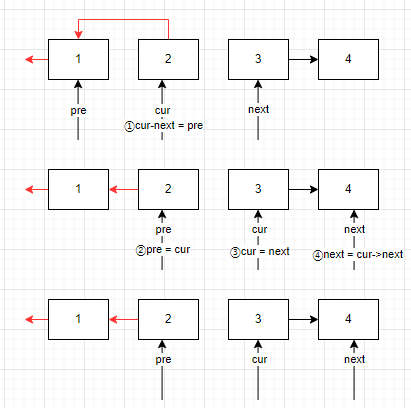 1 2 3 4
pre cur next
①cur-next = pre
1 2 3 4
pre cur next
②pre = cur ③cur = next ④next = cur->next
1 2 3 4
pre cur next